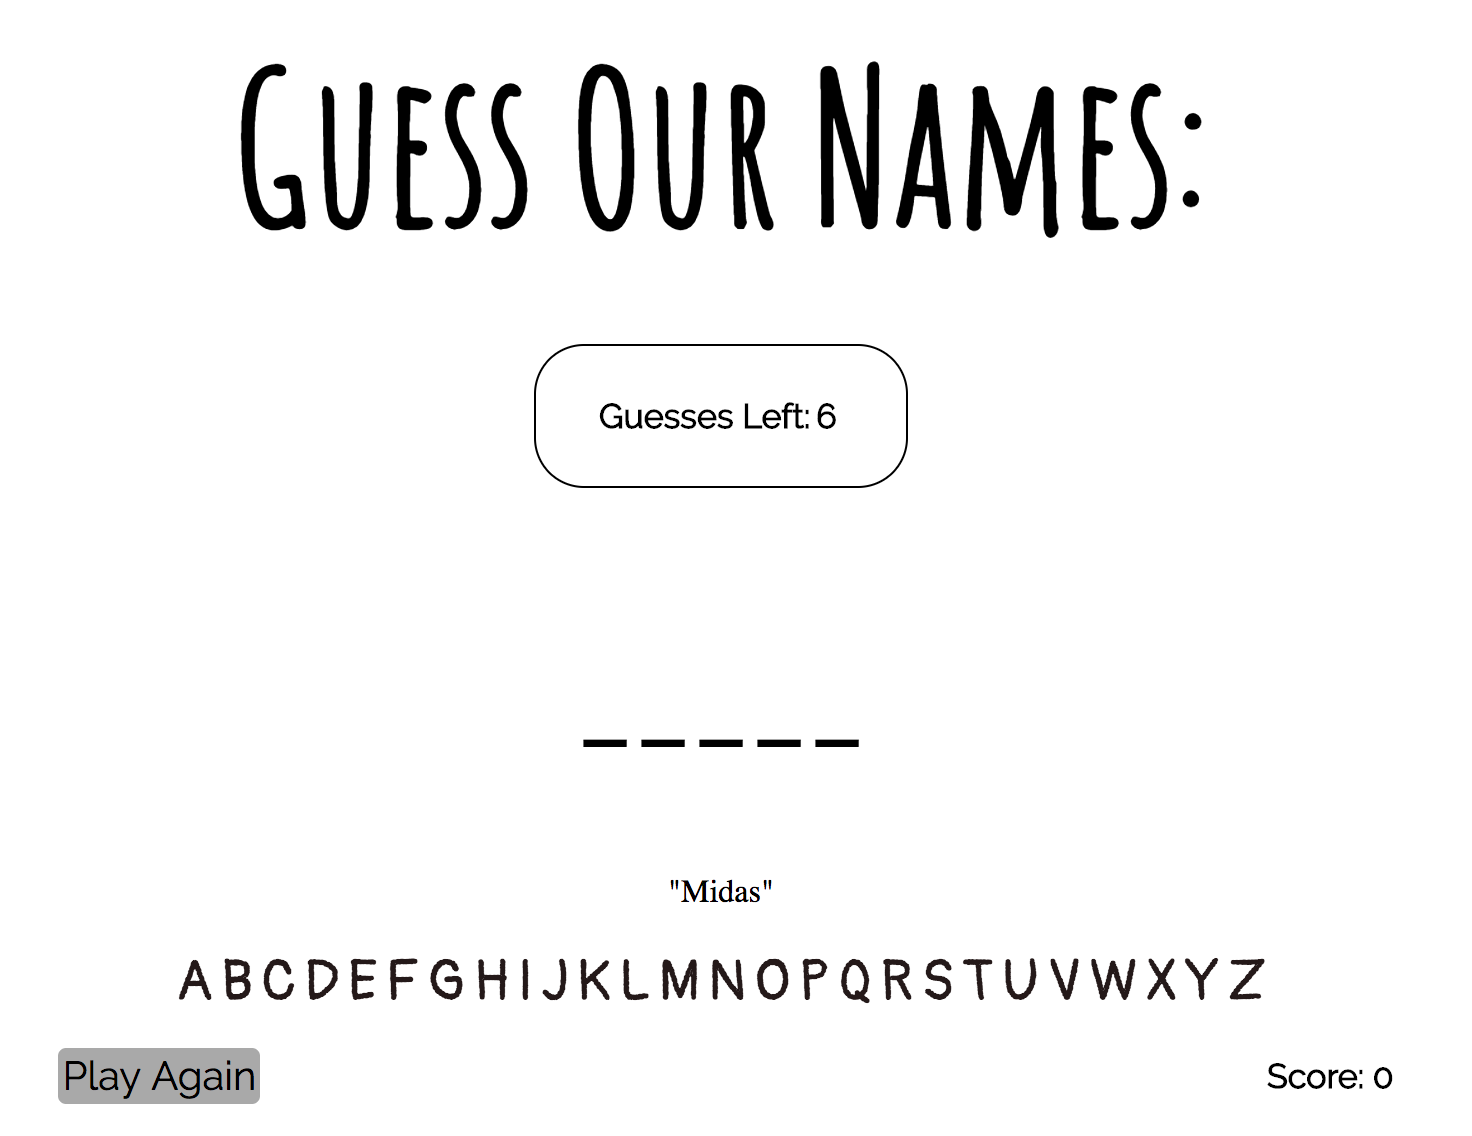 GUESS OUR NAMES:
Guesses Left: 6
_ _ _ _ _
"Midas"
A B C D E F G H I J K L M N O P Q R S T U V W X Y Z
Play Again
Score: 0